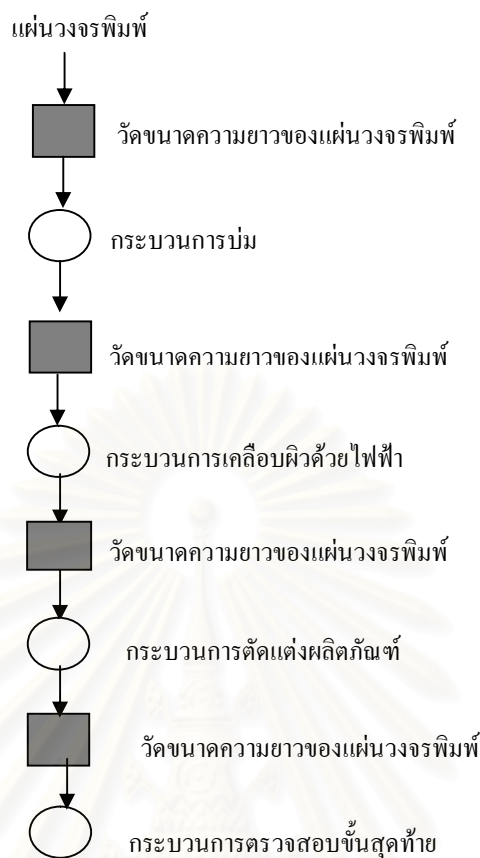 แผ่นวงจรพิมพ์
วัดขนาดความยาวของแผ่นวงจรพิมพ์
กระบวนการบ่ม
วัดขนาดความยาวของแผ่นวงจรพิมพ์
กระบวนการเคลือบผิวด้วยไฟฟ้า
วัดขนาดความยาวของแผ่นวงจรพิมพ์
กระบวนการตัดแต่งผลิตภัณฑ์
วัดขนาดความยาวของแผ่นวงจรพิมพ์
กระบวนการตรวจสอบขั้นสุดท้าย